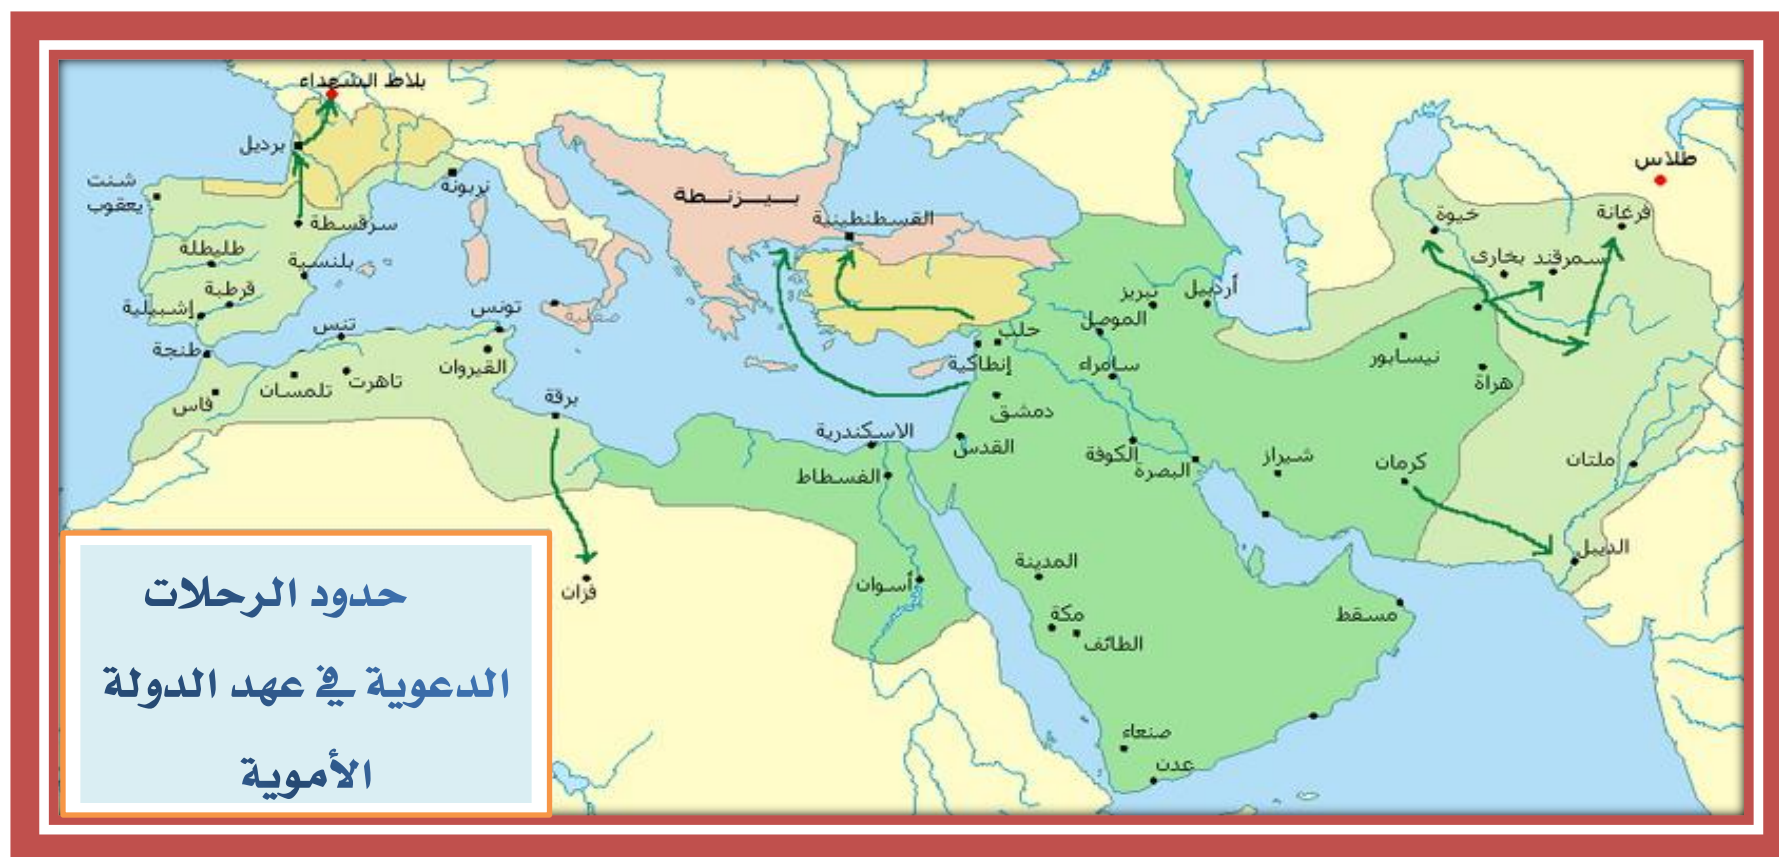 بلاط الشهداء
برديل
نربونة
شنت
يعقوب
سرقسطة
طليطلة
بلنسية
قرطبة
إشبيلية
طنجة
فاس
تنس
تلمسان
تاهرت
تونس
القيروان
صقلية
برقة
فزان
بـيـزنـطة
القسطنطينية
حلب
إنطاكية
دمشق
القدس
الاسكندرية
الفسطاط
أسوان
أردبيل
تبريز
الموصل
سامراء
الكوفة
البصرة
شيراز
كرمان
نيسابور
هراة
خيوة
بخارى
سمرقند
فرغانة
طلاس
ملتان
الديبل
المدينة
مكة
الطائف
مسقط
صنعاء
عدن
حدود الرحلات
الدعوية في عهد الدولة
الأموية